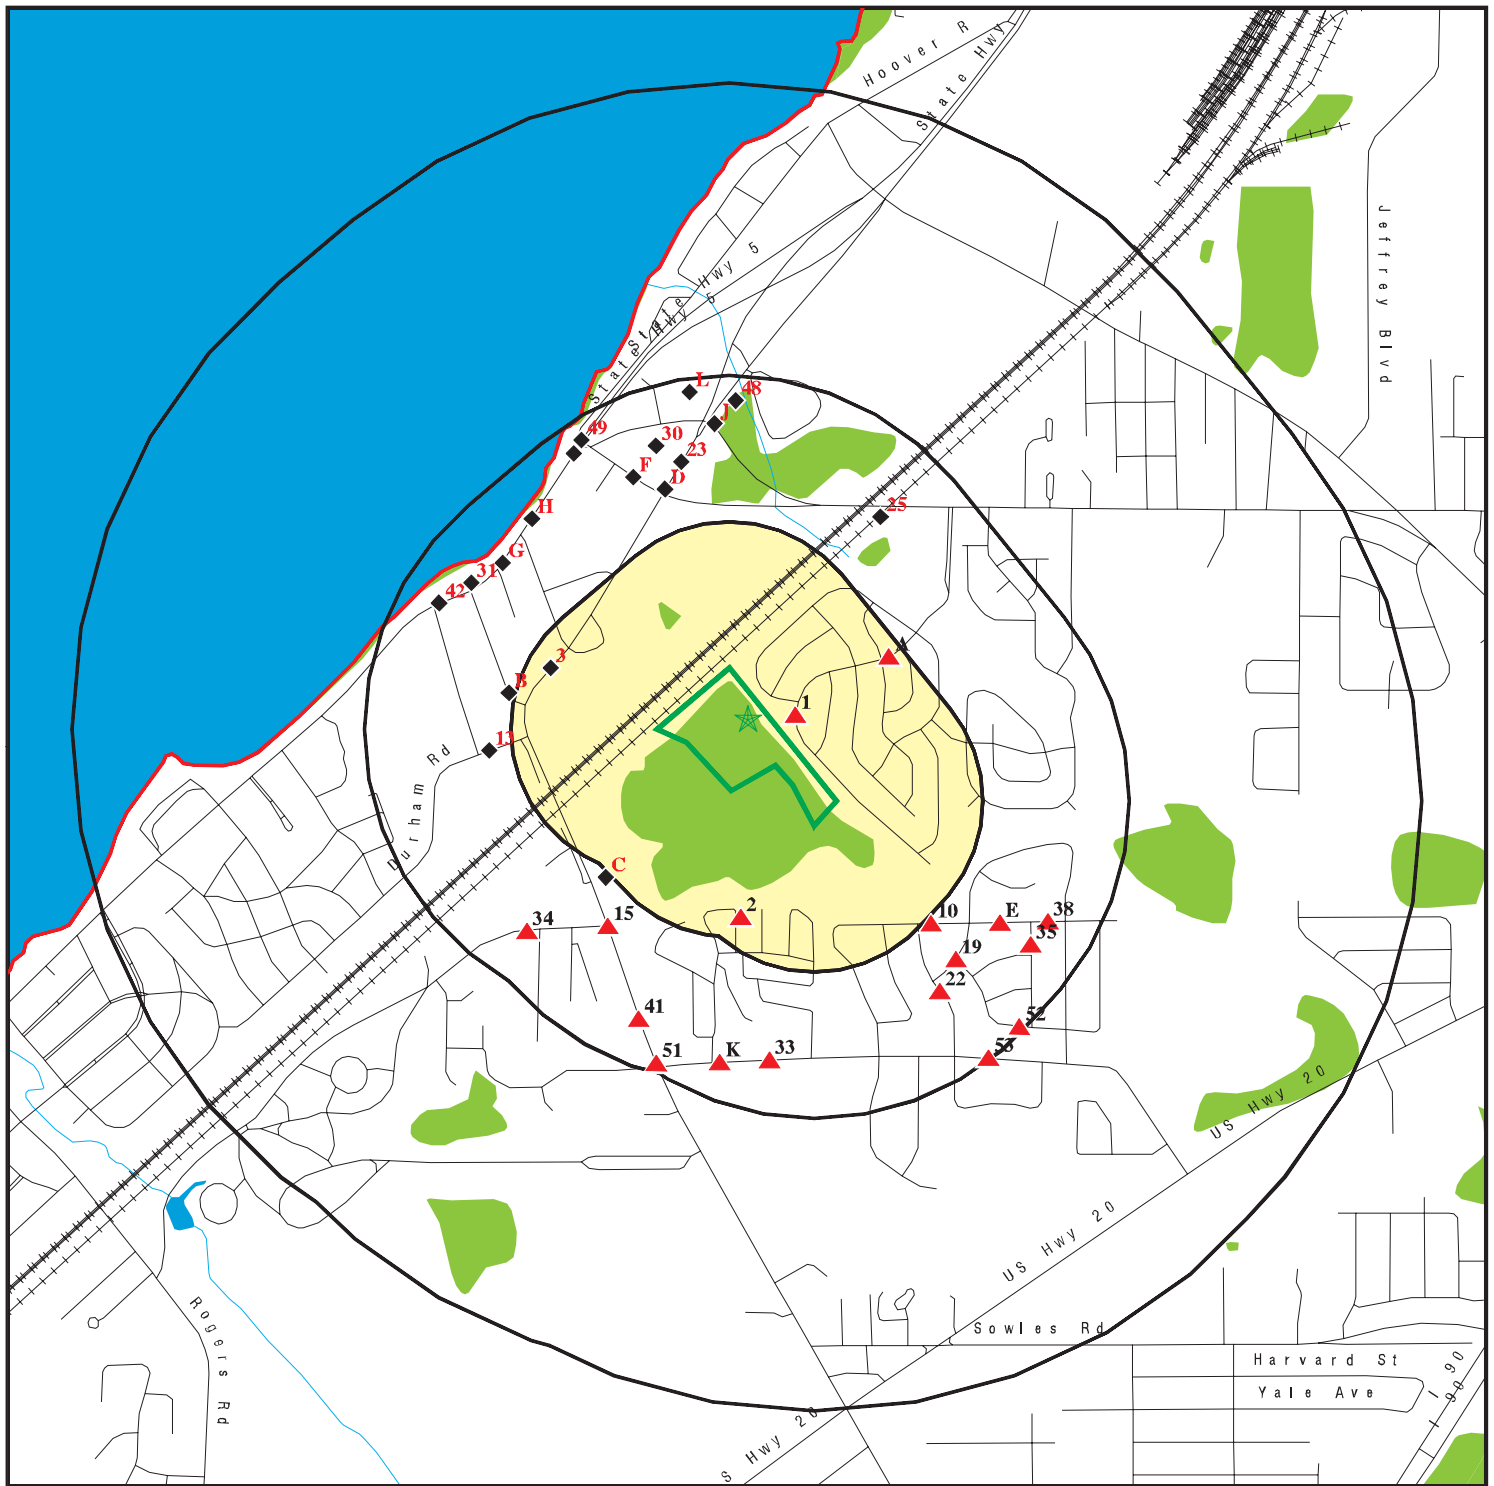 Hoover R
State Hwy
Jeffrey Blvd
State Hwy 5
State Hwy 5
State
L
48
J
49
30
23
F
D
H
25
G
31
42
A
3
B
1
13
Durham Rd
C
2
15
34
10
E
38
35
19
22
41
52
51
K
33
53
US Hwy 20
US Hwy 20
Rogers Rd
Sowles Rd
Harvard St
Yale Ave
I 90
I 90
S Hwy 20